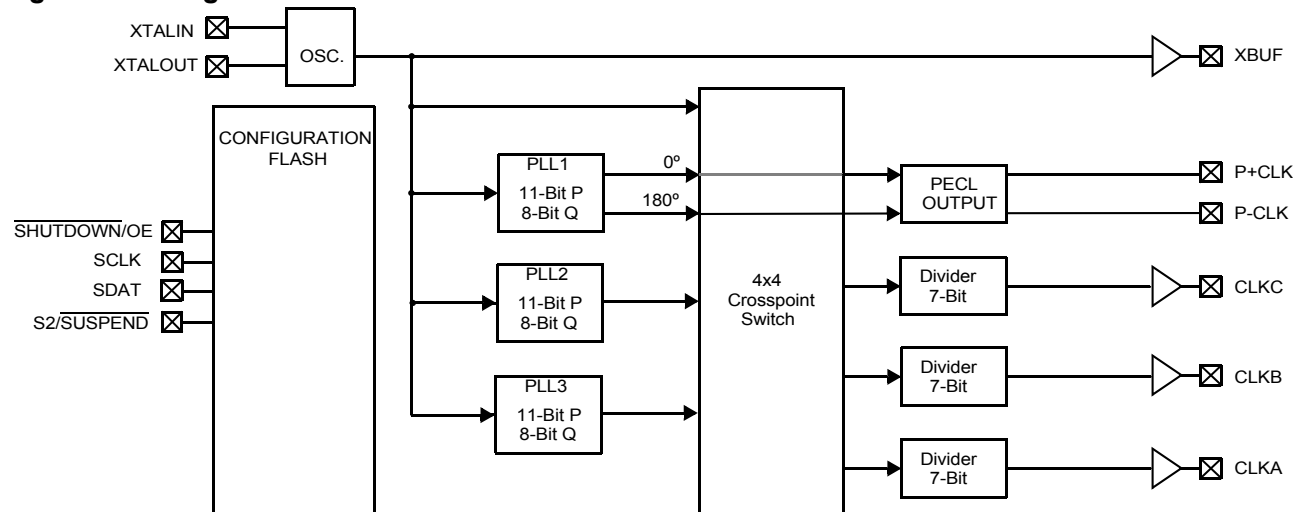 XTALIN
XTALOUT
OSC.
XBUF
CONFIGURATION
FLASH
SHUTDOWN/OE
SCLK
SDAT
S2/SUSPEND
PLL1
11-Bit P
8-Bit Q
0º
180º
PLL2
11-Bit P
8-Bit Q
PLL3
11-Bit P
8-Bit Q
4x4
Crosspoint
Switch
PECL
OUTPUT
P+CLK
P-CLK
Divider
7-Bit
CLKC
Divider
7-Bit
CLKB
Divider
7-Bit
CLKA